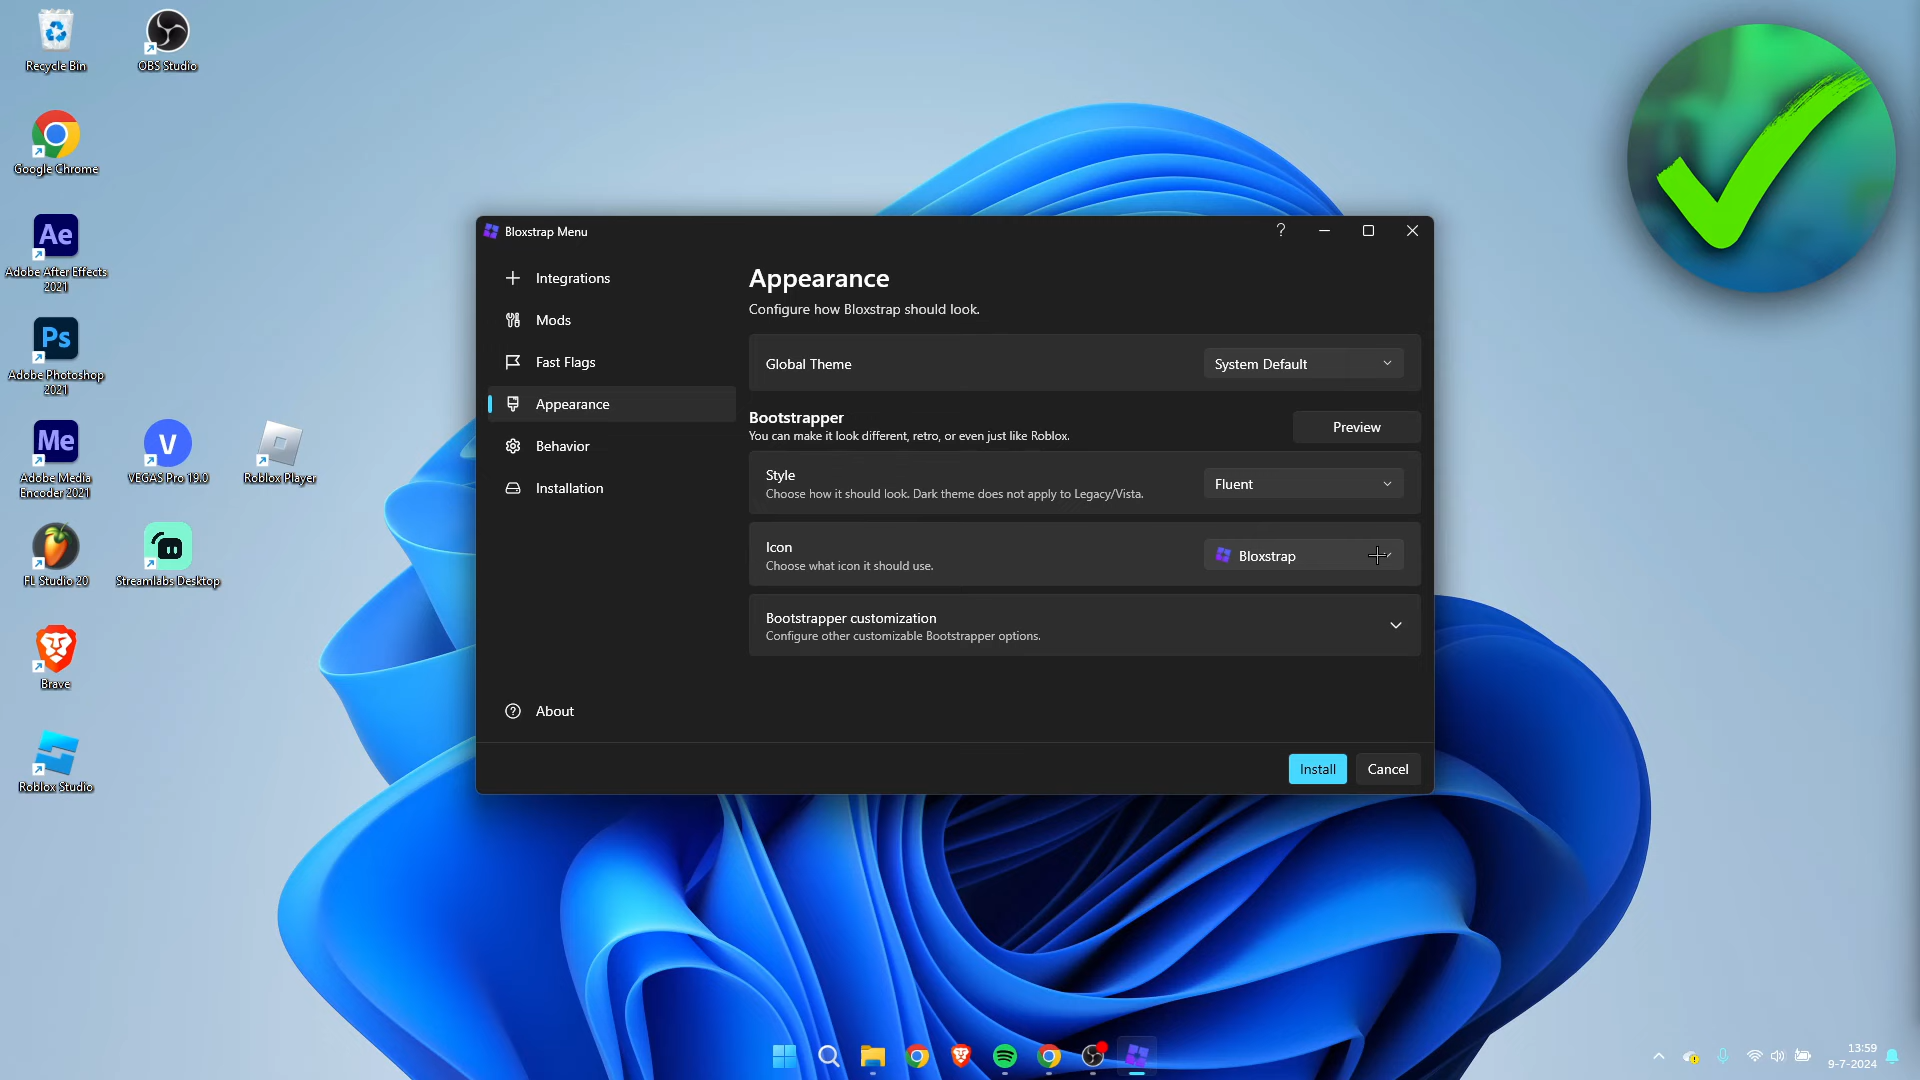 Recycle Bin
OBS Studio
Google Chrome
Ae
Adobe After Effects
2021
Ps
Adobe Photoshop
2021
Me
Adobe Media
Encoder 2021
V
VEGAS Pro 19.0
Roblox Player
FL Studio 20
Streamlabs Desktop
Brave
Roblox Studio
Bloxstrap Menu
?
Integrations
Mods
Fast Flags
Appearance
Behavior
Installation
About
Appearance
Configure how Bloxstrap should look.
Global Theme
System Default
Bootstrapper
You can make it look different, retro, or even just like Roblox.
Preview
Style
Choose how it should look. Dark theme does not apply to Legacy/Vista.
Fluent
Icon
Choose what icon it should use.
Bloxstrap
Bootstrapper customization
Configure other customizable Bootstrapper options.
Install
Cancel
13:59
9-7-2024